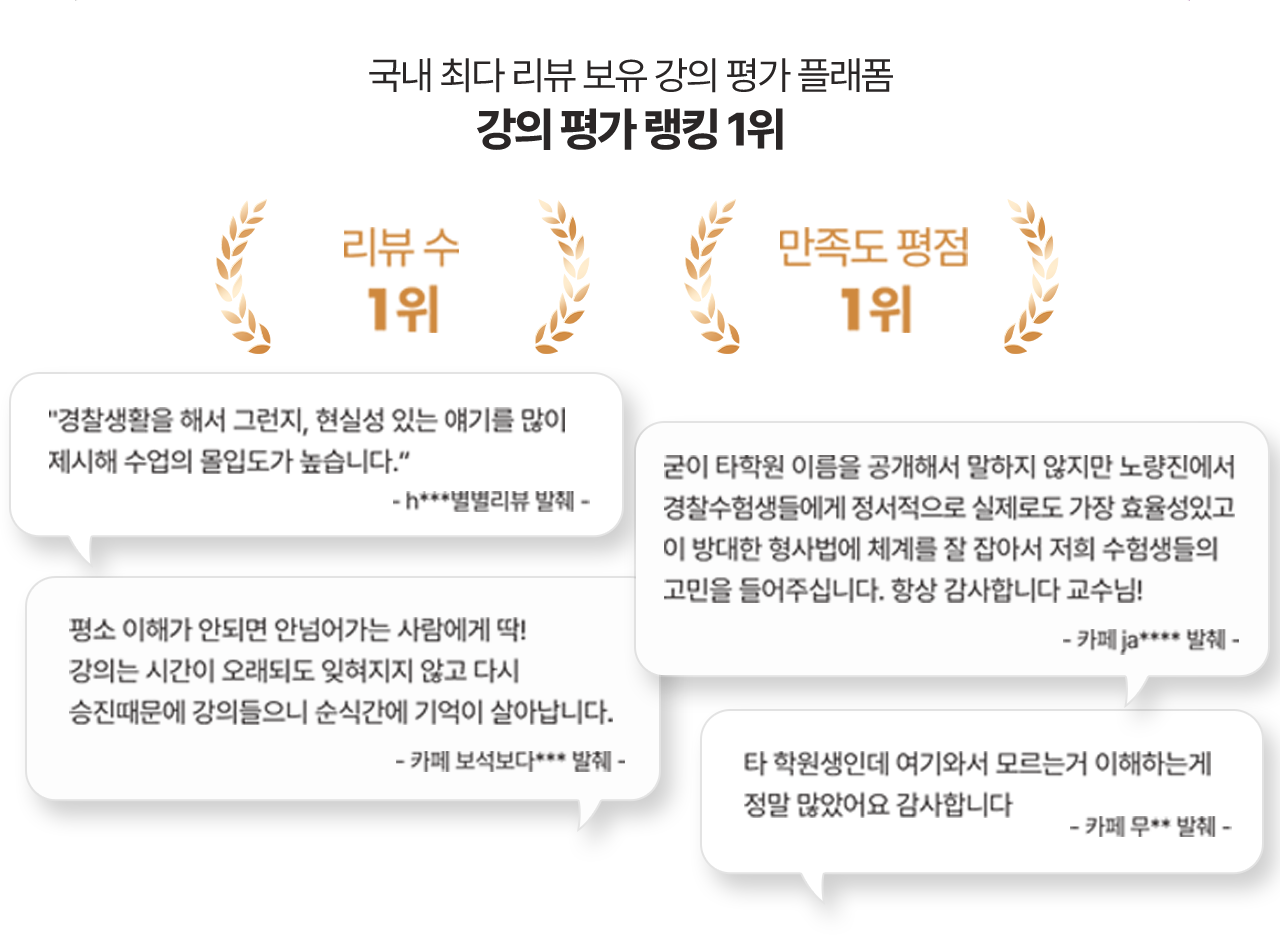 국내 최다 리뷰 보유 강의 평가 플래폼
강의 평가 랭킹 1위
리뷰 수
1위
만족도 평점
1위
"경찰생활을 해서 그런지, 현실성 있는 얘기를 많이
제시해 수업의 몰입도가 높습니다.“
- h***별별리뷰 발췌 -
굳이 타학원 이름을 공개해서 말하지 않지만 노량진에서
경찰수험생들에게 정서적으로 실제로도 가장 효율성있고
이 방대한 형사법에 체계를 잘 잡아서 저희 수험생들의
고민을 들어주십니다. 항상 감사합니다 교수님!
- 카페 ja**** 발췌 -
평소 이해가 안되면 안넘어가는 사람에게 딱!
강의는 시간이 오래되도 잊혀지지 않고 다시
승진때문에 강의들으니 순식간에 기억이 살아납니다.
- 카페 보석보다*** 발췌 -
타 학원생인데 여기와서 모르는거 이해하는게
정말 많았어요 감사합니다
- 카페 무** 발췌 -